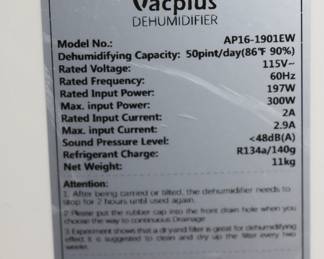 Vacplus
DEHUMIDIFIER
Model No.: AP16-1901EW
Dehumidifying Capacity: 50pint/day(86℉ 90%)
Rated Voltage: 115V~
Rated Frequency: 60Hz
Rated Input Power: 197W
Max. input Power: 300W
Rated Input Current: 2A
Max. input Current: 2.9A
Sound Pressure Level: <48dB(A)
Refrigerant Charge: R134a/140g
Net Weight: 11kg
Attention:
1. After being carried or tilted, the dehumidifier needs to
stop for 2 hours until used again.
2 Please put the rubber cap into the front drain hole when you
choose the way to continuous Drainage
3 Experiment shows that a dryand filter is great for dehumidifying
effect It is suggested to clean and dry up the filter every two
weeks